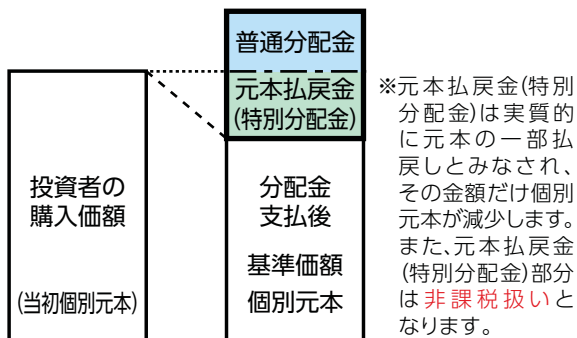 普通分配金
元本払戻金
(特別分配金)
投資者の
購入価額
(当初個別元本)
分配金
支払後
基準価額
個別元本
※元本払戻金(特別
分配金)は実質的
に元本の一部払
戻しとみなされ、
その金額だけ個別
元本が減少します。
また、元本払戻金
(特別分配金)部分
は非課税扱いと
なります。